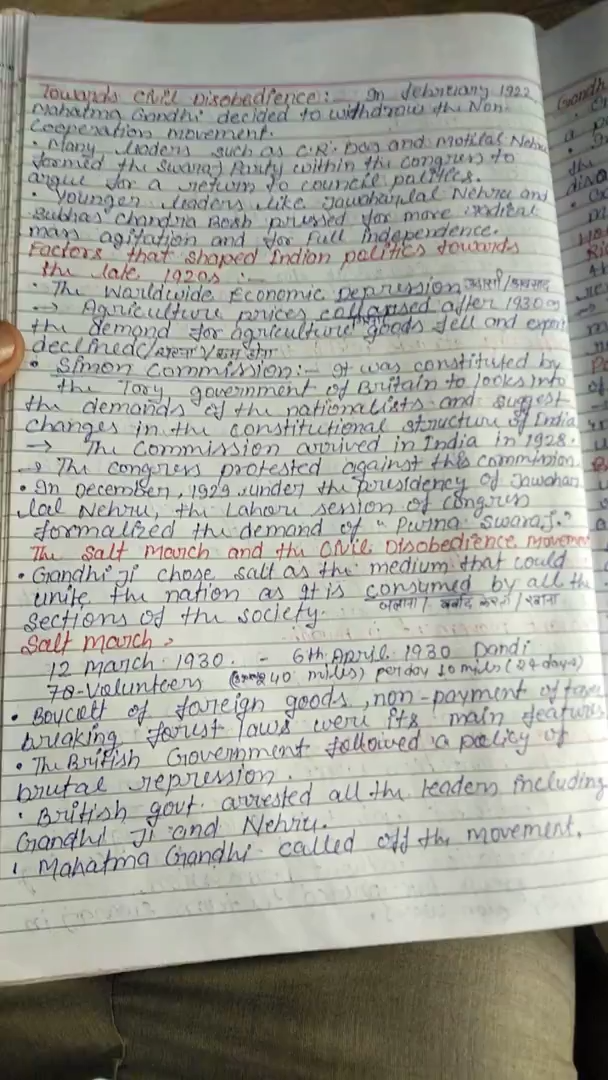 Towards Civil Disobedience:- In February 1922
Mahatma Gandhi decided to withdraw the Non-
Cooperation movement.
• Many leaders such as C.R. Das and Motilal Nehru
formed the Swaraj Party within the congress to
argue for a return to council politics.
• Younger leaders like Jawaharlal Nehru and
Subhas chandra Bosh pressed for more radical
mass agitation and for full independence.
Factors that shaped Indian politics towards
the late 1920s :-
• The Worldwide Economic Depression
→ Agriculture prices collapsed after 1930 as
the demand for agriculture goods fell and export
declined
• Simon Commission:- It was constituted by
the Tory government of Britain to looks into
the demands of the nationalists and suggest
changes in the constitutional structure of India
→ The Commission arrived in India in 1928.
→ The congress protested against this commission.
• In December, 1929, under the presidency of Jawahar
lal Nehru, the Lahore session of congress
formalized the demand of "Purna Swaraj."
The Salt March and the Civil Disobedience Movement
• Gandhi ji chose salt as the medium that could
unite the nation as it is consumed by all the
जलाना / बर्बाद करना / खाना
sections of the society.
Salt march >
12 march 1930. - 6th April 1930 Dandi
78-Volunteers 40 miles) per day 10 miles (24 days)
• Boycott of foreign goods, non-payment of taxes
breaking forest laws were its main features
• The British Government followed a policy of
brutal repression.
• British govt. arrested all the leaders including
Gandhi Ji and Nehru.
• Mahatma Gandhi called off the movement.